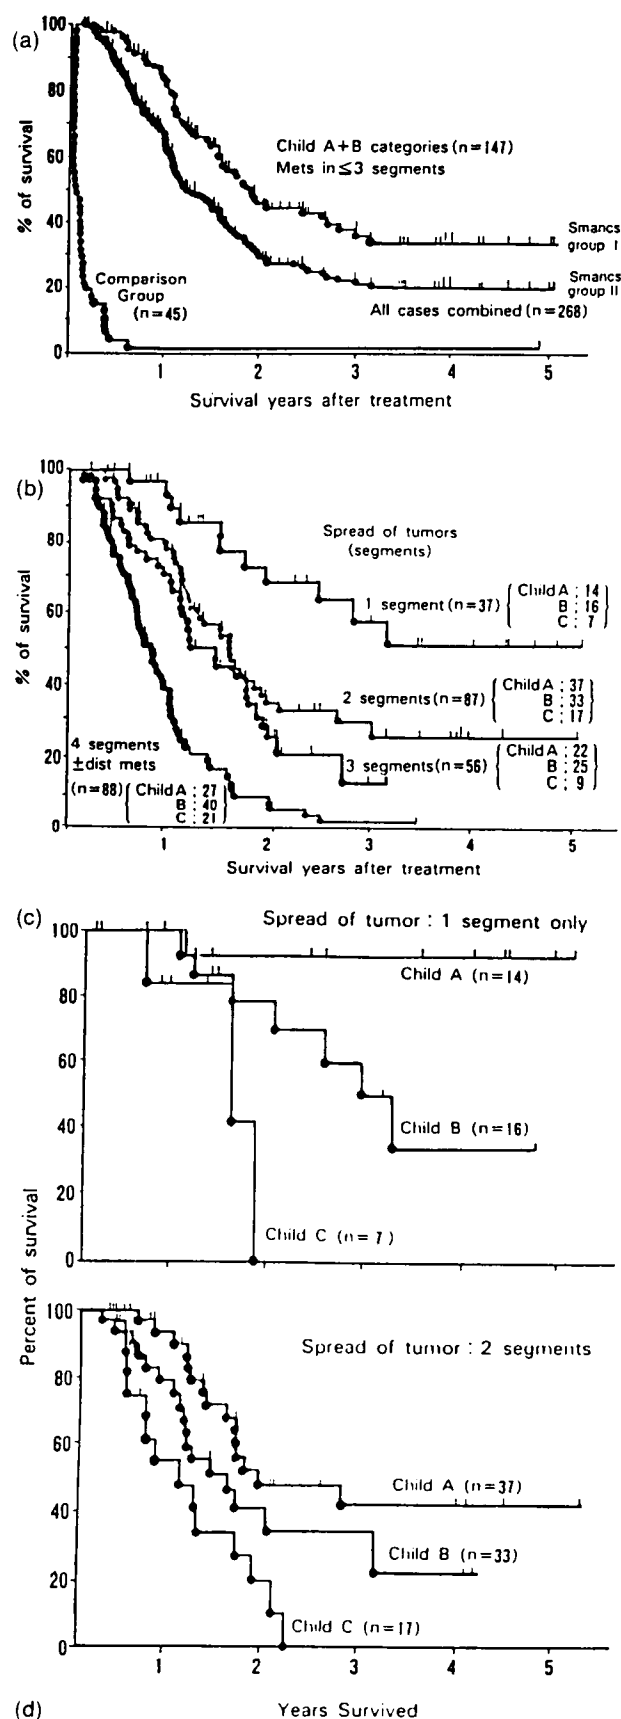 (a)
100
80
60
40
20
0
% of survival
Child A+B categories (n=147)
Mets in ≤3 segments
Smancs
group I
Smancs
group II
Comparison
Group
(n=45)
All cases combined (n=268)
1 2 3 4 5
Survival years after treatment
(b)
100
80
60
40
20
0
% of survival
Spread of tumors
(segments)
1 segment (n=37)
Child A : 14
B : 16
C : 7
2 segments (n=87)
Child A : 37
B : 33
C : 17
3 segments (n=56)
Child A : 22
B : 25
C : 9
4 segments
±dist mets
(n=88)
Child A : 27
B : 40
C : 21
1 2 3 4 5
Survival years after treatment
(c)
Spread of tumor : 1 segment only
100
80
60
40
20
0
Child A (n=14)
Child B (n=16)
Child C (n=7)
Percent of survival
100
80
60
40
20
0
Spread of tumor : 2 segments
Child A (n=37)
Child B (n=33)
Child C (n=17)
1 2 3 4 5
Years Survived
(d)